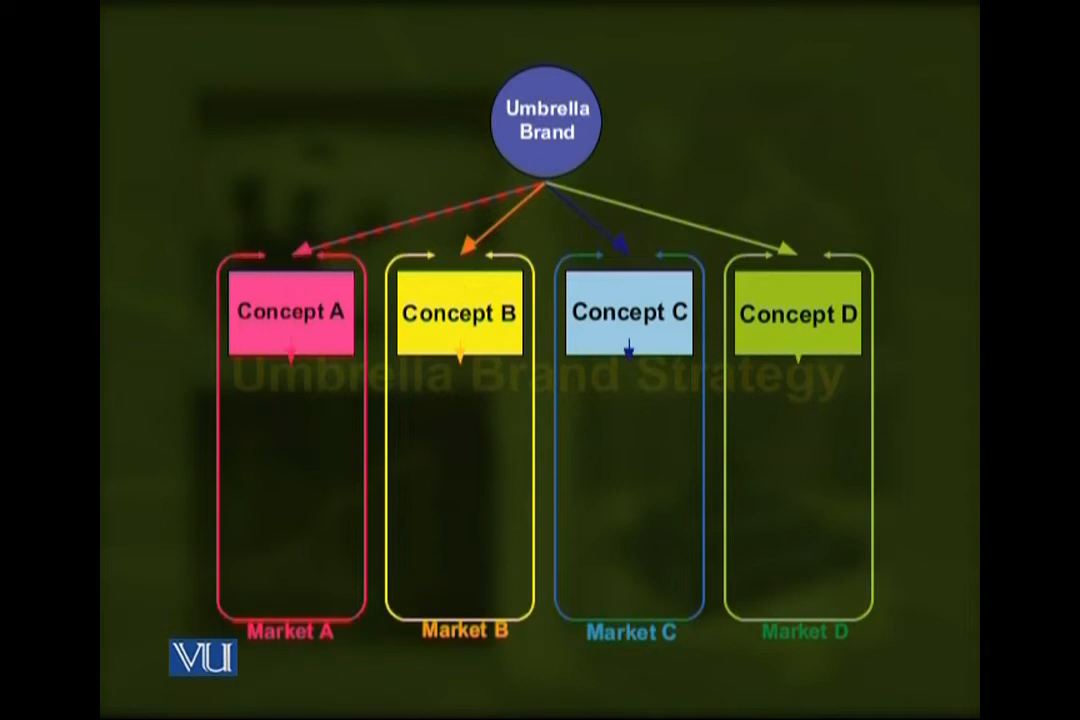 Umbrella
Brand
Concept A
Concept B
Concept C
Concept D
Umbrella Brand Strategy
Market A
Market B
Market C
Market D
VU